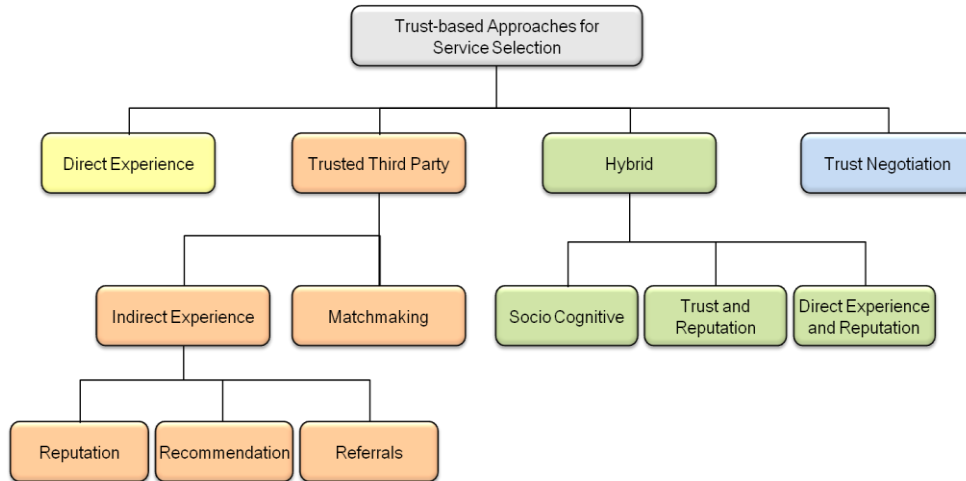 Trust-based Approaches for
Service Selection
Direct Experience
Trusted Third Party
Hybrid
Trust Negotiation
Indirect Experience
Matchmaking
Socio Cognitive
Trust and
Reputation
Direct Experience
and Reputation
Reputation
Recommendation
Referrals